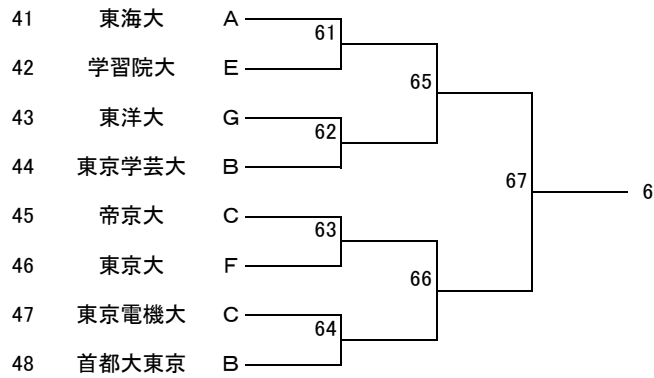 41 東海大 A
61
42 学習院大 E
65
43 東洋大 G
62
44 東京学芸大 B
67
6
45 帝京大 C
63
46 東京大 F
66
47 東京電機大 C
64
48 首都大東京 B